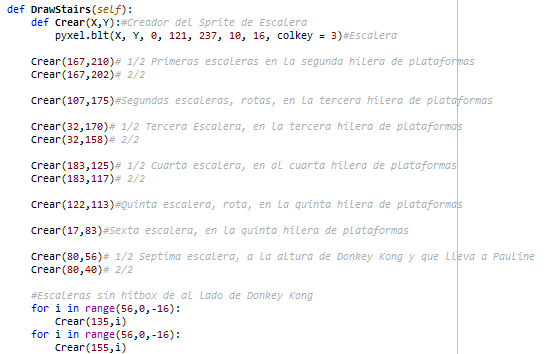 def DrawStairs(self):
    def Crear(X,Y):#Creador del Sprite de Escalera
        pyxel.blt(X, Y, 0, 121, 237, 10, 16, colkey = 3)#Escalera
    Crear(167,210)# 1/2 Primeras escaleras en la segunda hilera de plataformas
    Crear(167,202)# 2/2
    Crear(107,175)#Segundas escaleras, rotas, en la tercera hilera de plataformas
    Crear(32,170)# 1/2 Tercera Escalera, en la tercera hilera de plataformas
    Crear(32,158)# 2/2
    Crear(183,125)# 1/2 Cuarta escalera, en al cuarta hilera de plataformas
    Crear(183,117)# 2/2
    Crear(122,113)#Quinta escalera, rota, en la quinta hilera de plataformas
    Crear(17,83)#Sexta escalera, en la quinta hilera de plataformas
    Crear(80,56)# 1/2 Septima escalera, a la altura de Donkey Kong y que lleva a Pauline
    Crear(80,40)# 2/2
    #Escaleras sin hitbox de al lado de Donkey Kong
    for i in range(56,0,-16):
        Crear(135,i)
    for i in range(56,0,-16):
        Crear(155,i)